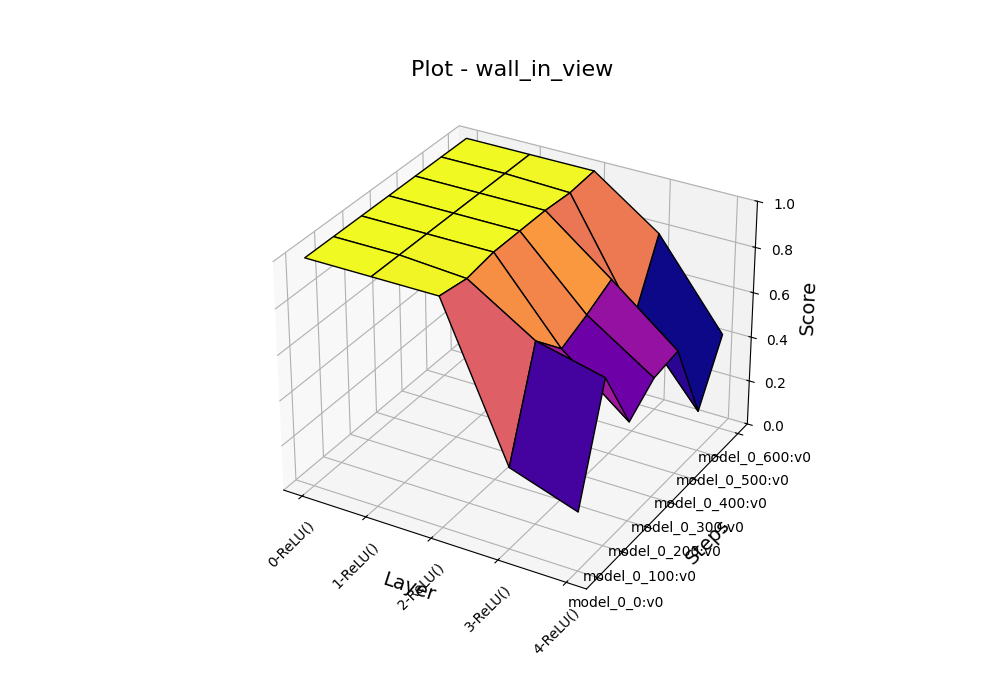 Plot - wall_in_view
1.0
0.8
0.6
0.4
0.2
0.0
Score
model_0_600:v0
model_0_500:v0
model_0_400:v0
model_0_300:v0
model_0_200:v0
model_0_100:v0
model_0_0:v0
Steps
0-ReLU()
1-ReLU()
2-ReLU()
3-ReLU()
4-ReLU()
Layer